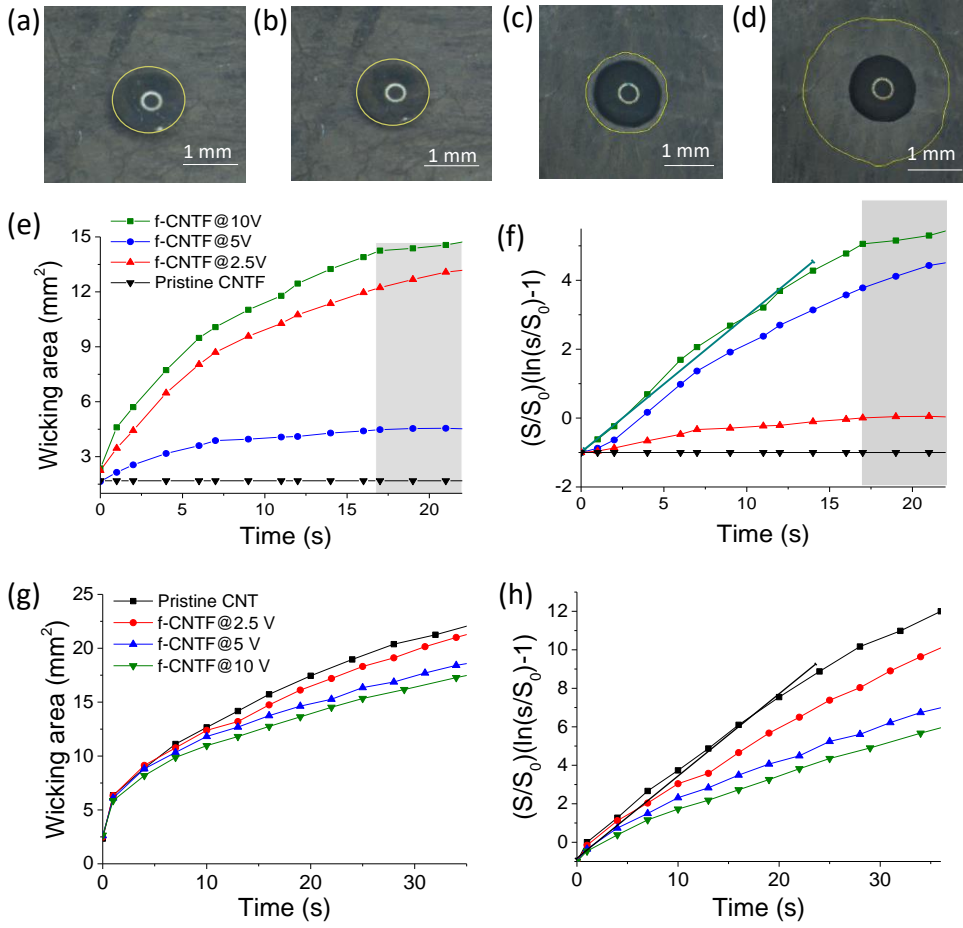 (a)
(b)
(c)
(d)
1 mm
1 mm
1 mm
1 mm
(e)
f-CNTF@10V
f-CNTF@5V
f-CNTF@2.5V
Pristine CNTF
15
12
9
6
3
Wicking area (mm²)
0
5
10
15
20
Time (s)
(f)
4
2
0
-2
(S/S₀)(ln(s/S₀)-1)
0
5
10
15
20
Time (s)
(g)
Pristine CNT
f-CNTF@2.5 V
f-CNTF@5 V
f-CNTF@10 V
25
20
15
10
5
0
Wicking area (mm²)
0
10
20
30
Time (s)
(h)
12
10
8
6
4
2
0
(S/S₀)(ln(s/S₀)-1)
0
10
20
30
Time (s)